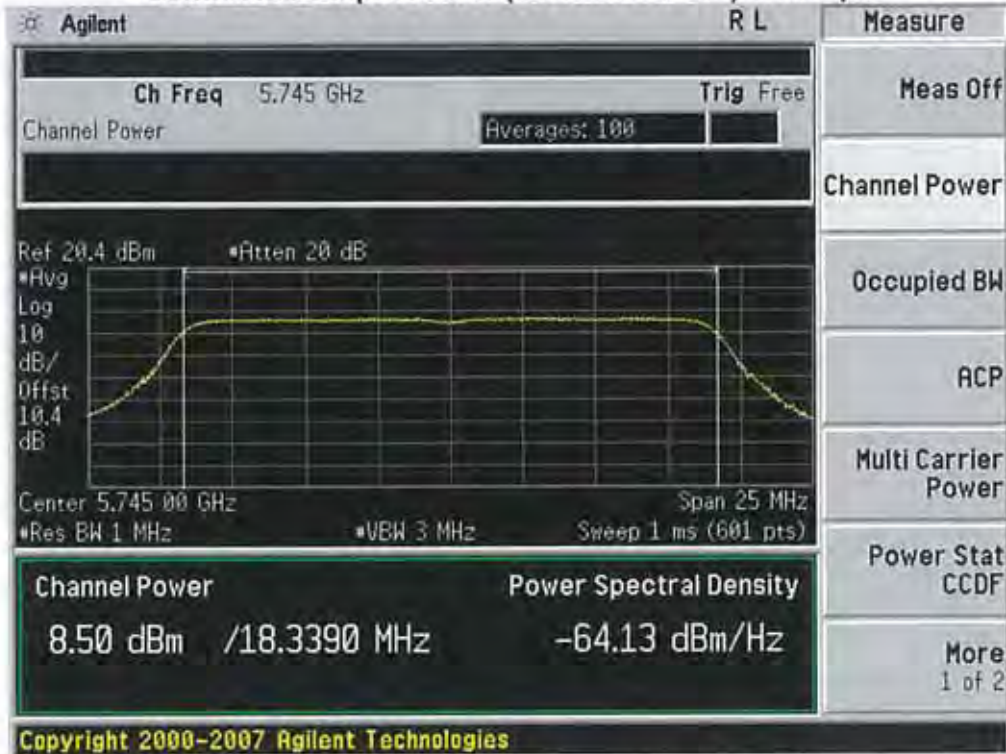 Agilent
R L
Measure
Ch Freq 5.745 GHz
Trig Free
Channel Power
Averages: 100
Meas Off
Channel Power
Ref 20.4 dBm
*Atten 20 dB
*Avg
Log
10
dB/
Offst
10.4
dB
Occupied BW
ACP
Multi Carrier
Power
Center 5.745 00 GHz
Span 25 MHz
*Res BW 1 MHz
*VBW 3 MHz
Sweep 1 ms (601 pts)
Channel Power
Power Spectral Density
8.50 dBm /18.3390 MHz
-64.13 dBm/Hz
Power Stat
CCDF
More
1 of 2
Copyright 2000-2007 Agilent Technologies